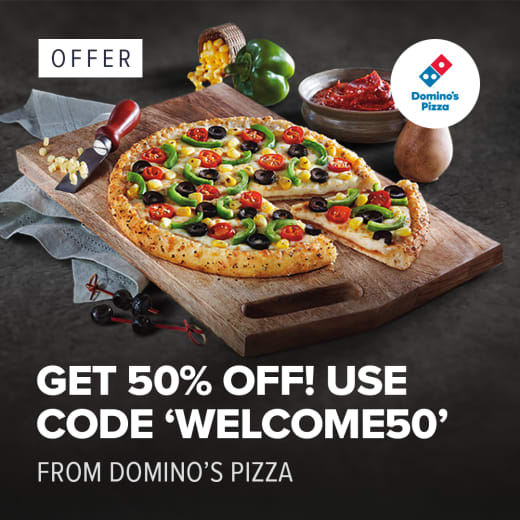 OFFER
Domino's
Pizza
GET 50% OFF! USE
CODE ‘WELCOME50’
FROM DOMINO’S PIZZA